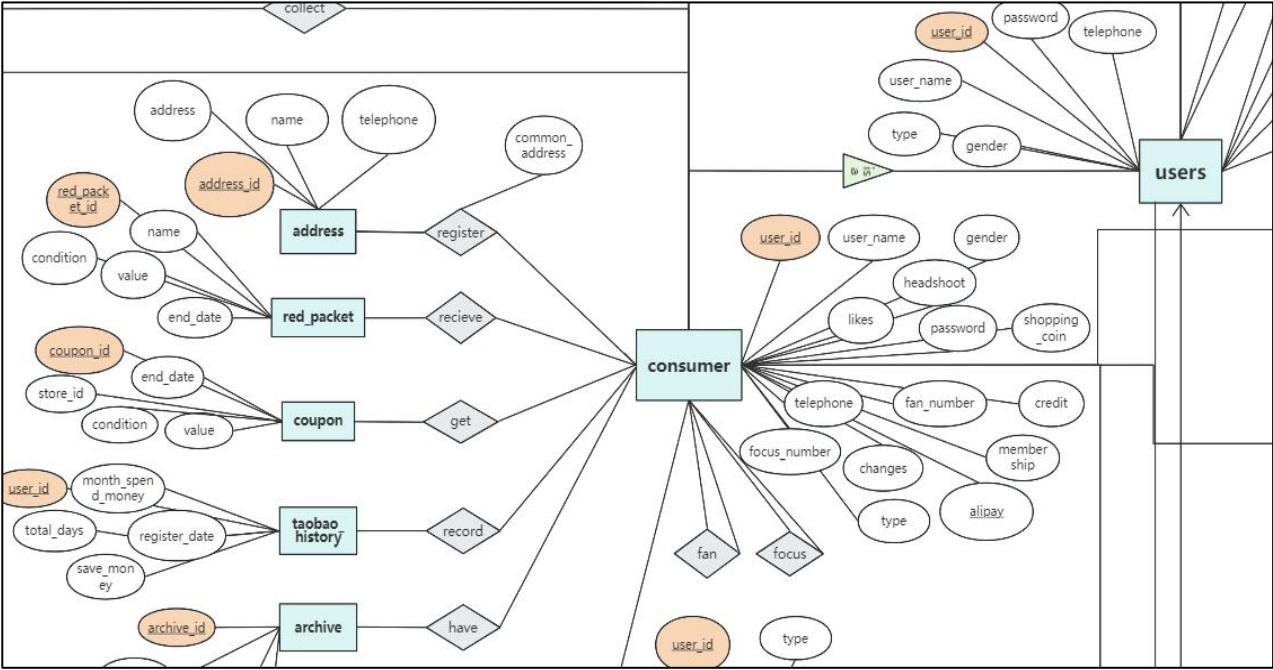 collect
password
user_id
telephone
user_name
type
gender
users
is_
a
address
name
telephone
common_
address
address_id
red_pack
et_id
name
condition
value
end_date
address
register
red_packet
recieve
user_id
user_name
gender
headshoot
likes
password
shopping
_coin
consumer
coupon_id
end_date
store_id
condition
value
coupon
get
telephone
fan_number
credit
focus_number
changes
member
ship
type
alipay
user_id
month_spen
d_money
total_days
register_date
save_mon
ey
taobao_
history
record
fan
focus
archive_id
archive
have
user_id
type